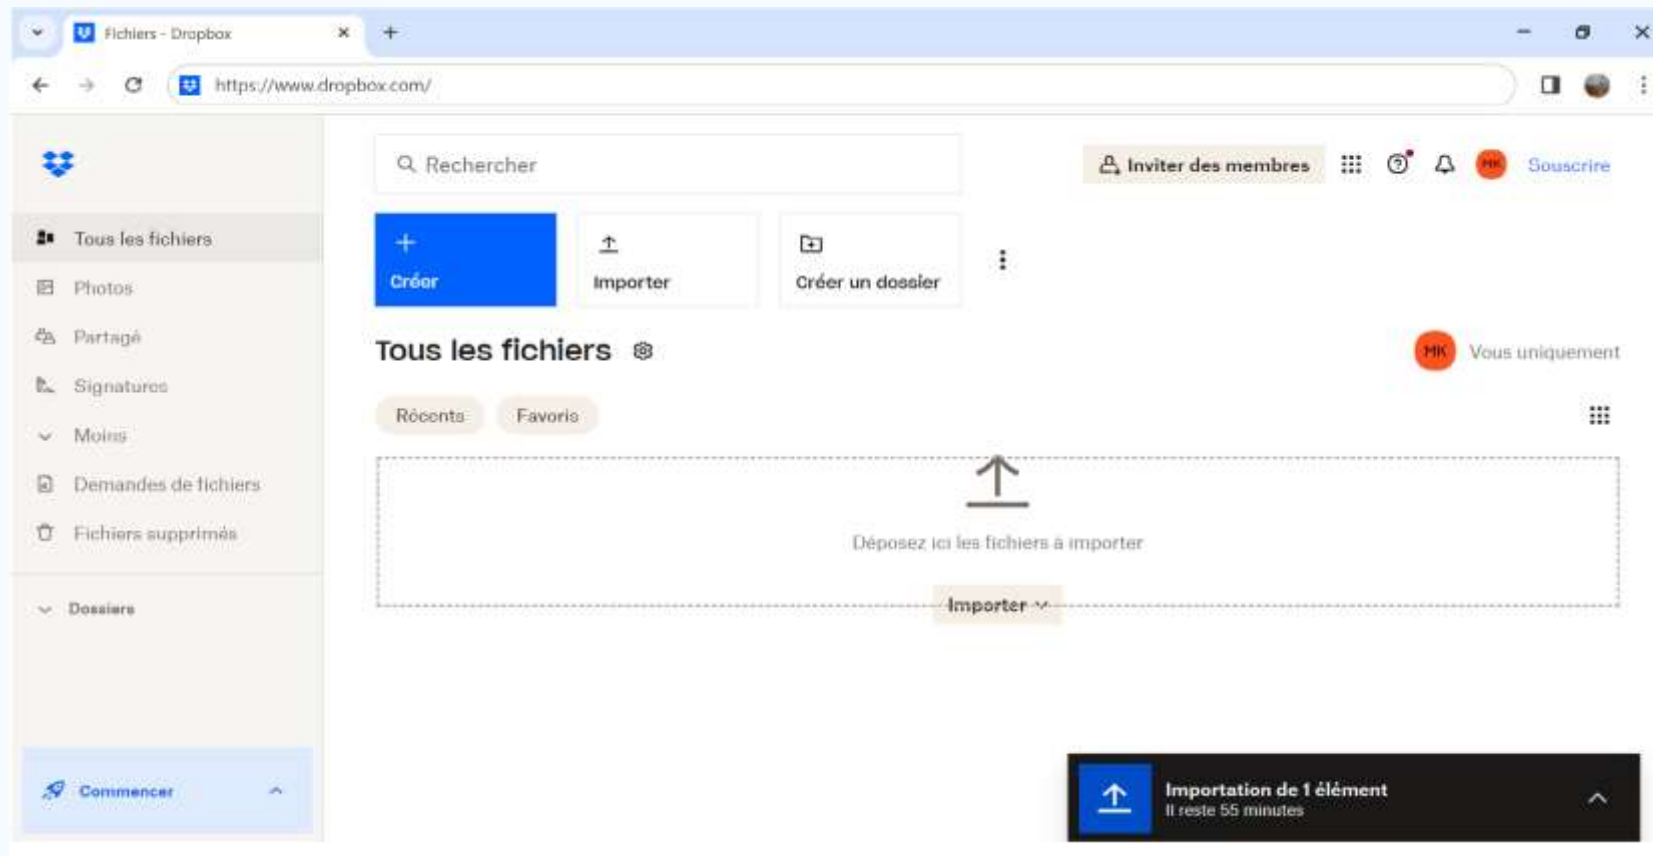 Fichiers - Dropbox
https://www.dropbox.com/
Rechercher
Inviter des membres
MK
Souscrire
Tous les fichiers
Photos
Partagé
Signatures
Moins
Demandes de fichiers
Fichiers supprimés
Dossiers
Commencer
Créer
Importer
Créer un dossier
Tous les fichiers
MK
Vous uniquement
Récents
Favoris
Déposez ici les fichiers à importer
Importer
Importation de 1 élément
Il reste 55 minutes